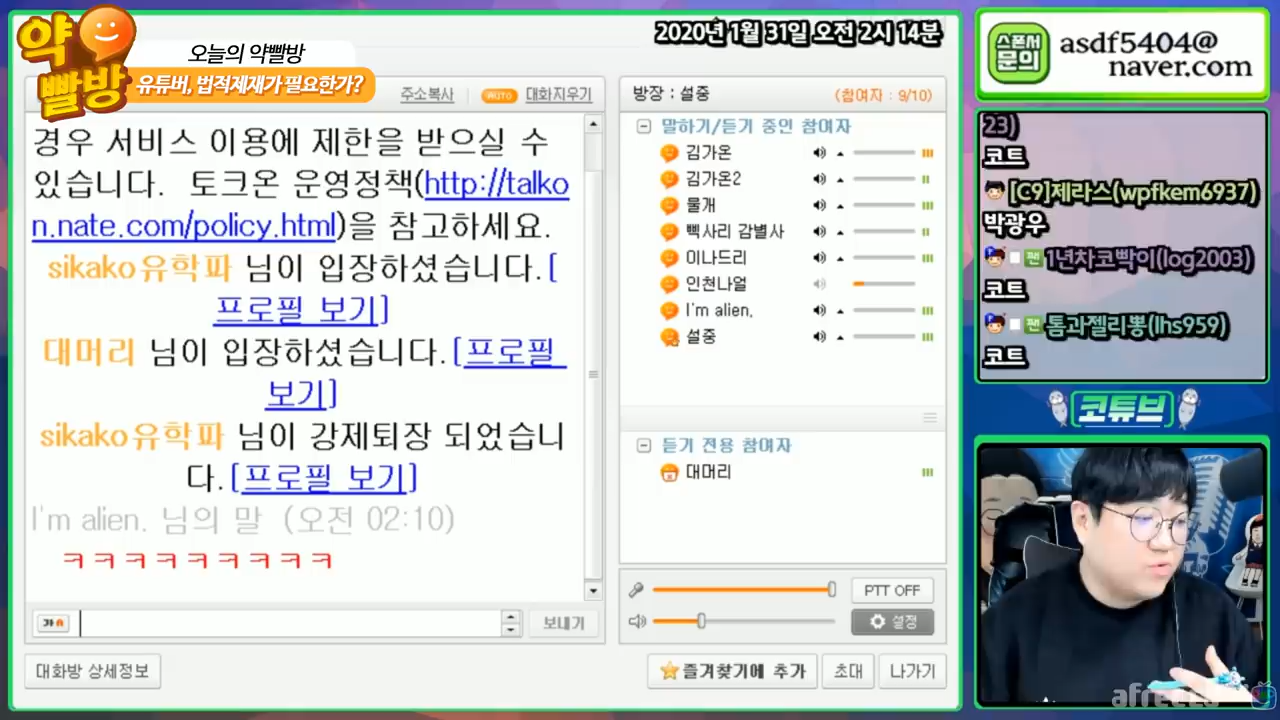 약빨방
오늘의 약빨방
유튜버, 법적제재가 필요한가?
2020년 1월 31일 오전 2시 14분
주소복사
AUTO
대화지우기
경우 서비스 이용에 제한을 받으실 수
있습니다. 토크온 운영정책(http://talko
n.nate.com/policy.html)을 참고하세요.
sikako유학파 님이 입장하셨습니다.[
프로필 보기]
대머리 님이 입장하셨습니다.[프로필
보기]
sikako유학파 님이 강제퇴장 되었습니
다.[프로필 보기]
I'm alien. 님의 말 (오전 02:10)
ㅋㅋㅋㅋㅋㅋㅋㅋㅋ
가A
보내기
대화방 상세정보
방장 : 설중
(참여자 : 9/10)
말하기/듣기 중인 참여자
김가온
김가온2
물개
삑사리 감별사
이나드리
인천나얼
I'm alien.
설중
듣기 전용 참여자
대머리
PTT OFF
설정
즐겨찾기에 추가
초대
나가기
스폰서
문의
asdf5404@
naver.com
23)
코트
[C9]제라스(wpfkem6937)
박광우
팬 1년차코빡이(log2003)
코트
팬 톰과젤리뽕(lhs959)
코트
코튜브